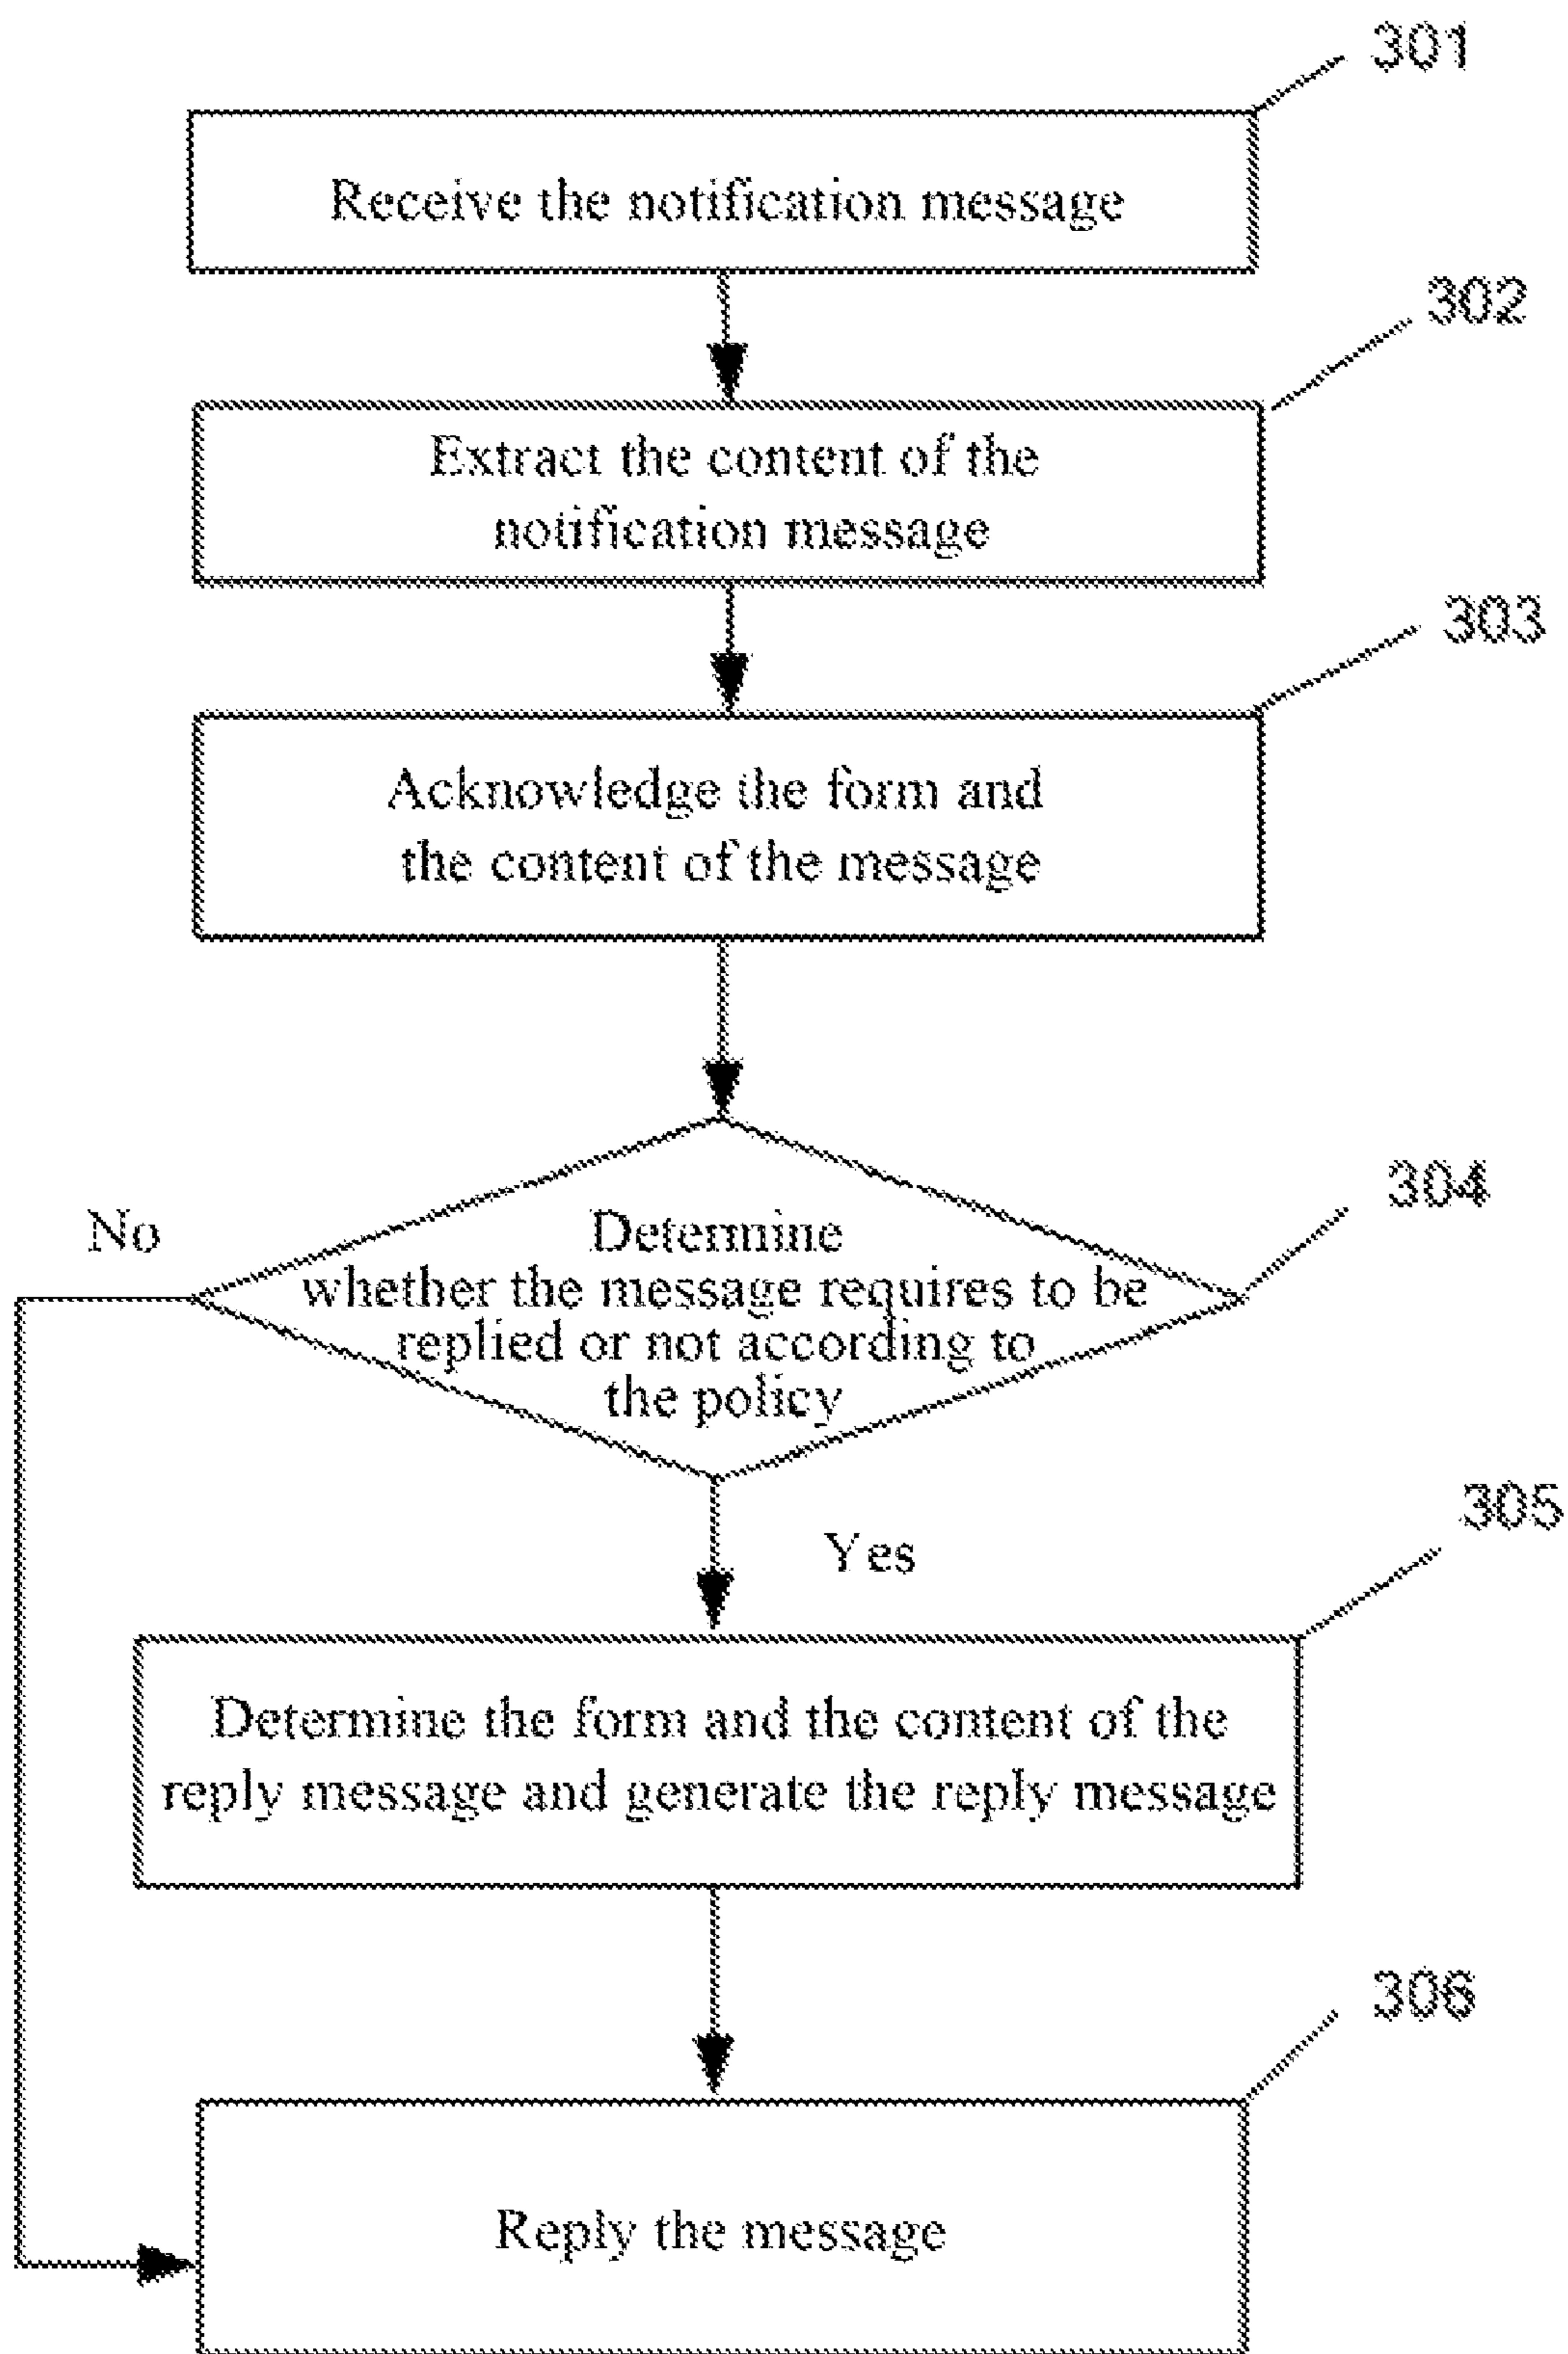 301
Receive the notification message
302
Extract the content of the
notification message
303
Acknowledge the form and
the content of the message
304
No
Determine
whether the message requires to be
replied or not according to
the policy
Yes
305
Determine the form and the content of the
reply message and generate the reply message
306
Reply the message